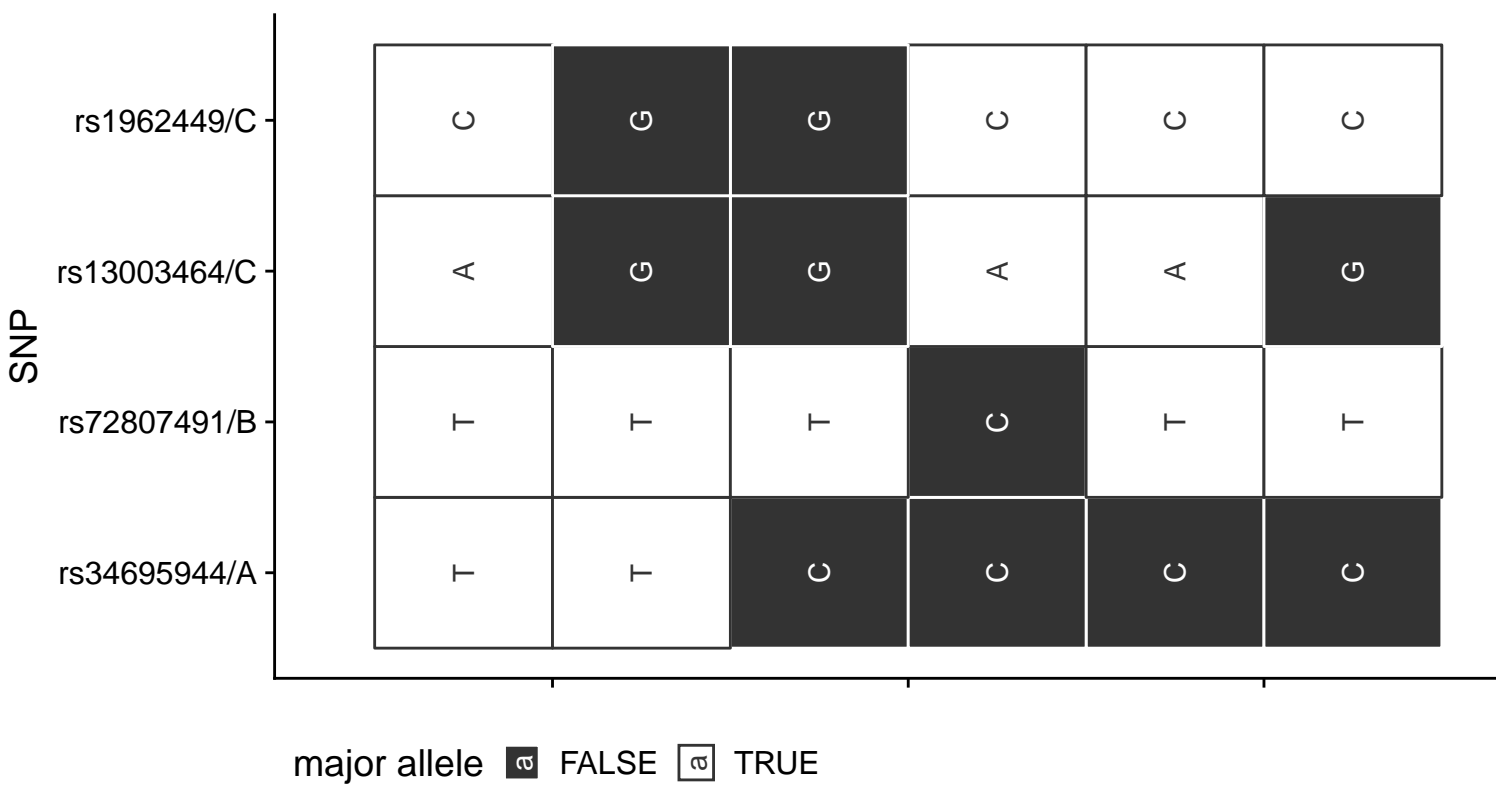 rs1962449/C C G G C C C
rs13003464/C A G G A A G
SNP
rs72807491/B T T T C T T
rs34695944/A T T C C C C
major allele a FALSE a TRUE